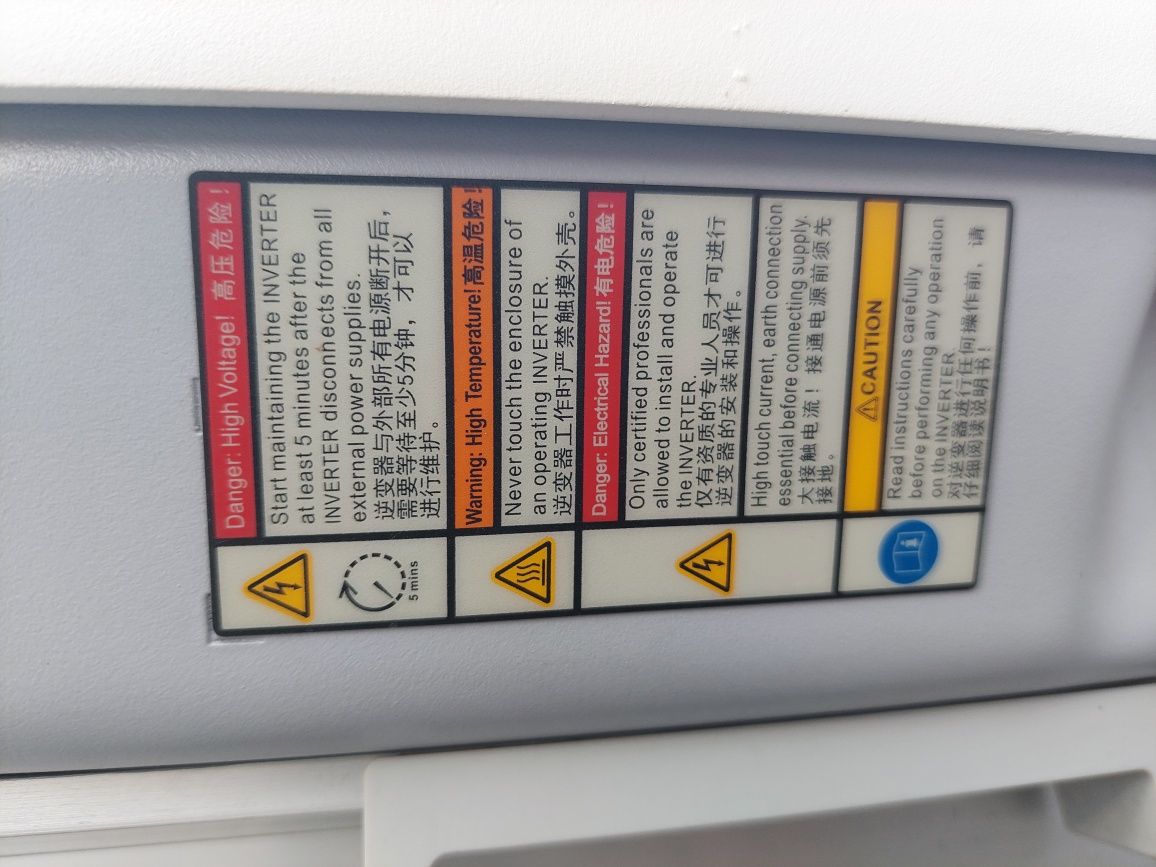 Danger: High Voltage! 高压危险!
Start maintaining the INVERTER
at least 5 minutes after the
INVERTER disconnects from all
external power supplies.
逆变器与外部所有电源断开后,
需要等待至少5分钟，才可以
进行维护。
5 mins
Warning: High Temperature! 高温危险!
Never touch the enclosure of
an operating INVERTER.
逆变器工作时严禁触摸外壳。
Danger: Electrical Hazard! 有电危险!
Only certified professionals are
allowed to install and operate
the INVERTER.
仅有资质的专业人员才可进行
逆变器的安装和操作。
High touch current, earth connection
essential before connecting supply.
大接触电流！接通电源前须先
接地。
CAUTION
Read instructions carefully
before performing any operation
on the INVERTER
对逆变器进行任何操作前，请
仔细阅读说明书！